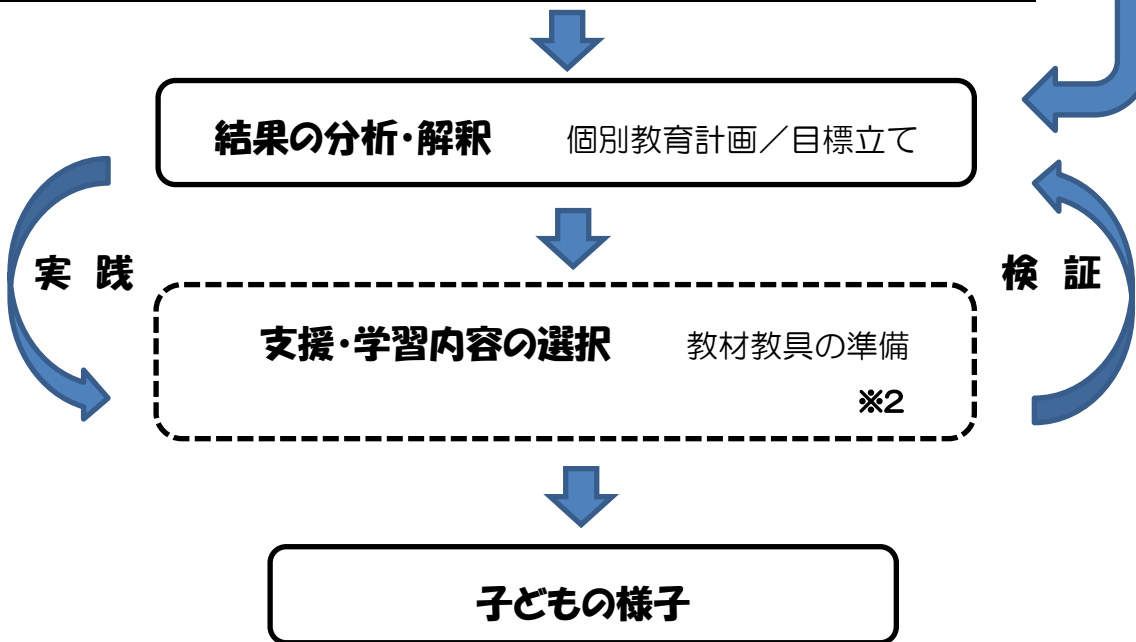 結果の分析・解釈 個別教育計画／目標立て
実 践
検 証
支援・学習内容の選択 教材教具の準備
※2
子どもの様子